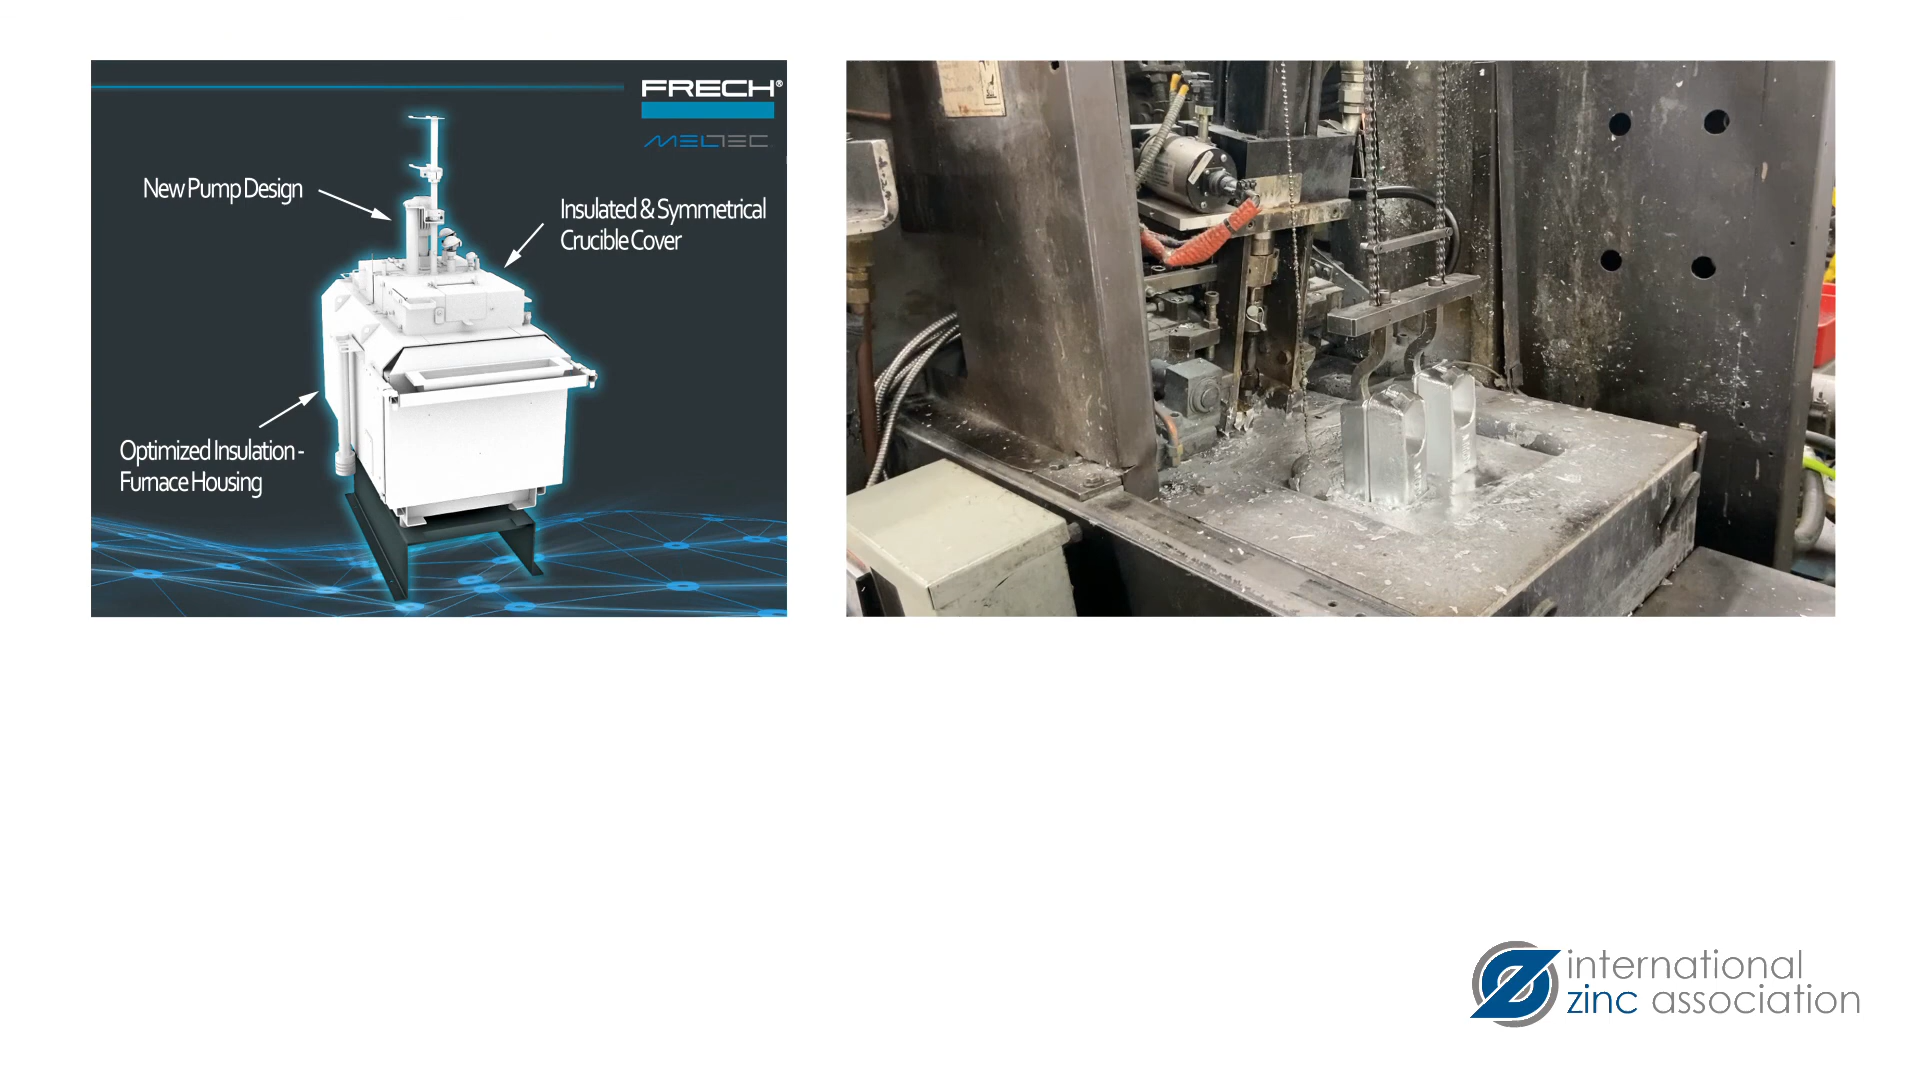 FRECH®
MELTEC
New Pump Design
Insulated & Symmetrical
Crucible Cover
Optimized Insulation -
Furnace Housing
international
zinc association